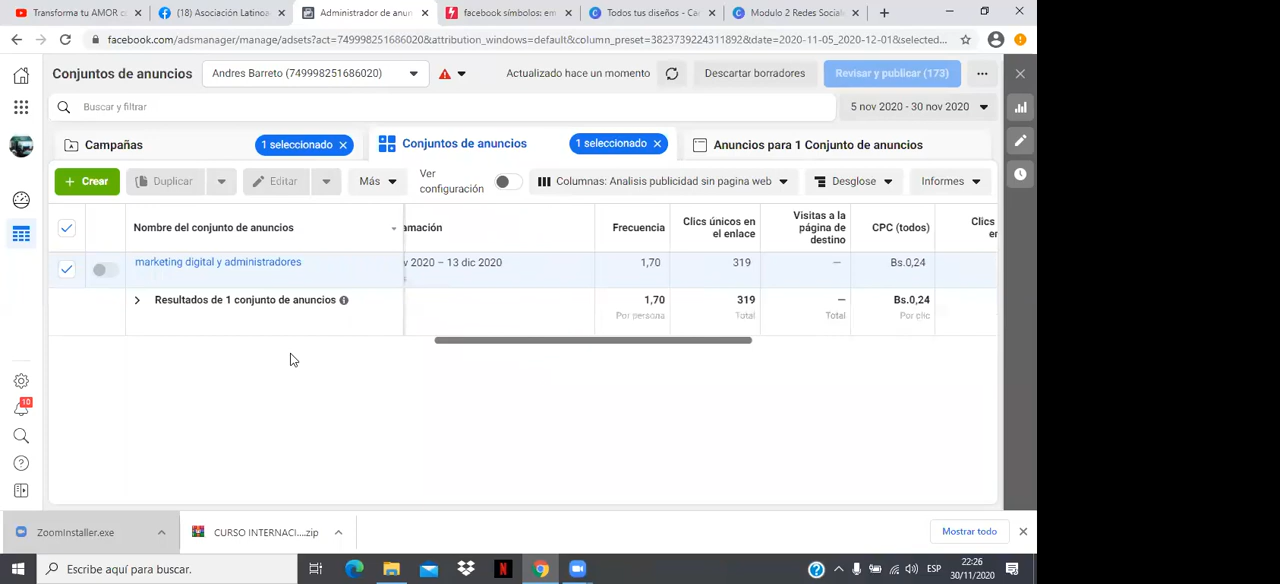 Transforma tu AMOR c
(18) Asociación Latinoa
Administrador de anun
facebook símbolos: em
Todos tus diseños - Ca
Modulo 2 Redes Sociale
facebook.com/adsmanager/manage/adsets?act=749998251686020&attribution_windows=default&column_preset=3823739224311892&date=2020-11-05_2020-12-01&selected...
Conjuntos de anuncios
Andres Barreto (749998251686020)
Actualizado hace un momento
Descartar borradores
Revisar y publicar (173)
Buscar y filtrar
5 nov 2020 - 30 nov 2020
Campañas
1 seleccionado
Conjuntos de anuncios
1 seleccionado
Anuncios para 1 Conjunto de anuncios
+ Crear
Duplicar
Editar
Más
Ver configuración
Columnas: Analisis publicidad sin pagina web
Desglose
Informes
Nombre del conjunto de anuncios
amación
Frecuencia
Clics únicos en
el enlace
Visitas a la
página de
destino
CPC (todos)
Clics
er
marketing digital y administradores
v 2020 – 13 dic 2020
1,70
319
—
Bs.0,24
Resultados de 1 conjunto de anuncios
1,70
319
—
Bs.0,24
Por persona
Total
Total
Por clic
10
ZoomInstaller.exe
CURSO INTERNACI....zip
Mostrar todo
Escribe aquí para buscar.
ESP
22:26
30/11/2020